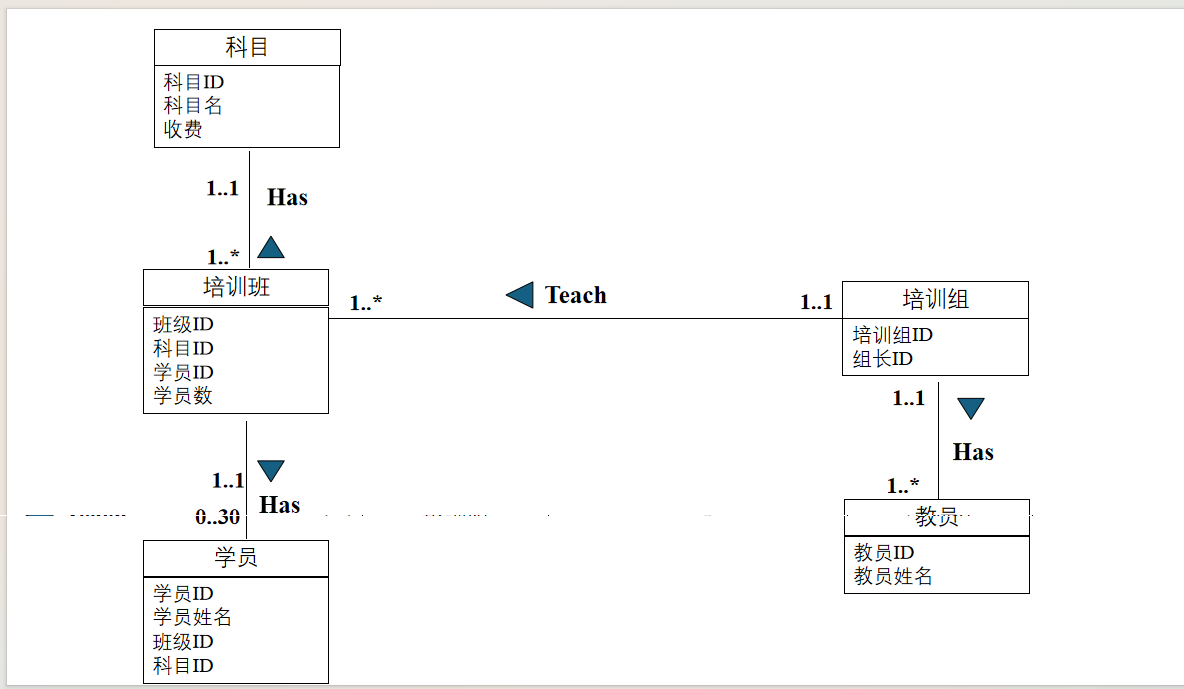 科目
科目ID
科目名
收费
1..1
Has
1..*
培训班
班级ID
科目ID
学员ID
学员数
1..*
Teach
1..1
培训组
培训组ID
组长ID
1..1
Has
1..*
教员
教员ID
教员姓名
1..1
Has
0..30
学员
学员ID
学员姓名
班级ID
科目ID